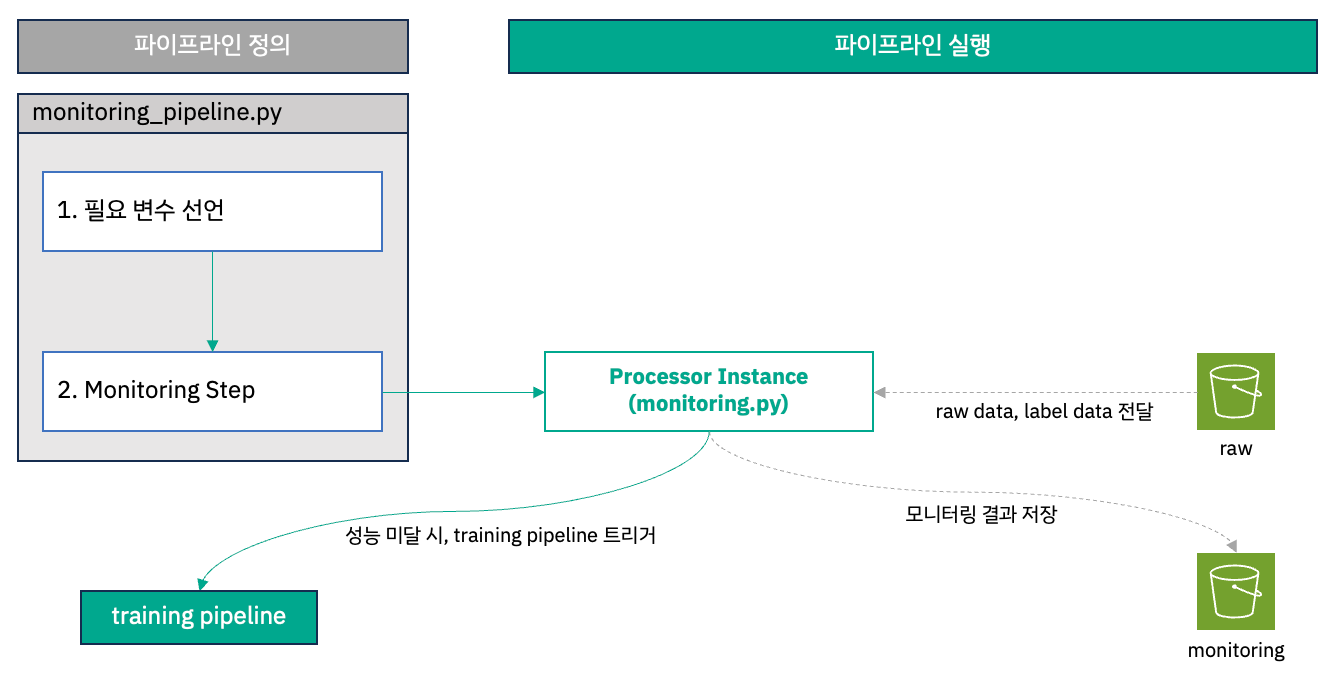 파이프라인 정의
파이프라인 실행
monitoring_pipeline.py
1. 필요 변수 선언
2. Monitoring Step
Processor Instance
(monitoring.py)
raw data, label data 전달
raw
성능 미달 시, training pipeline 트리거
모니터링 결과 저장
training pipeline
monitoring